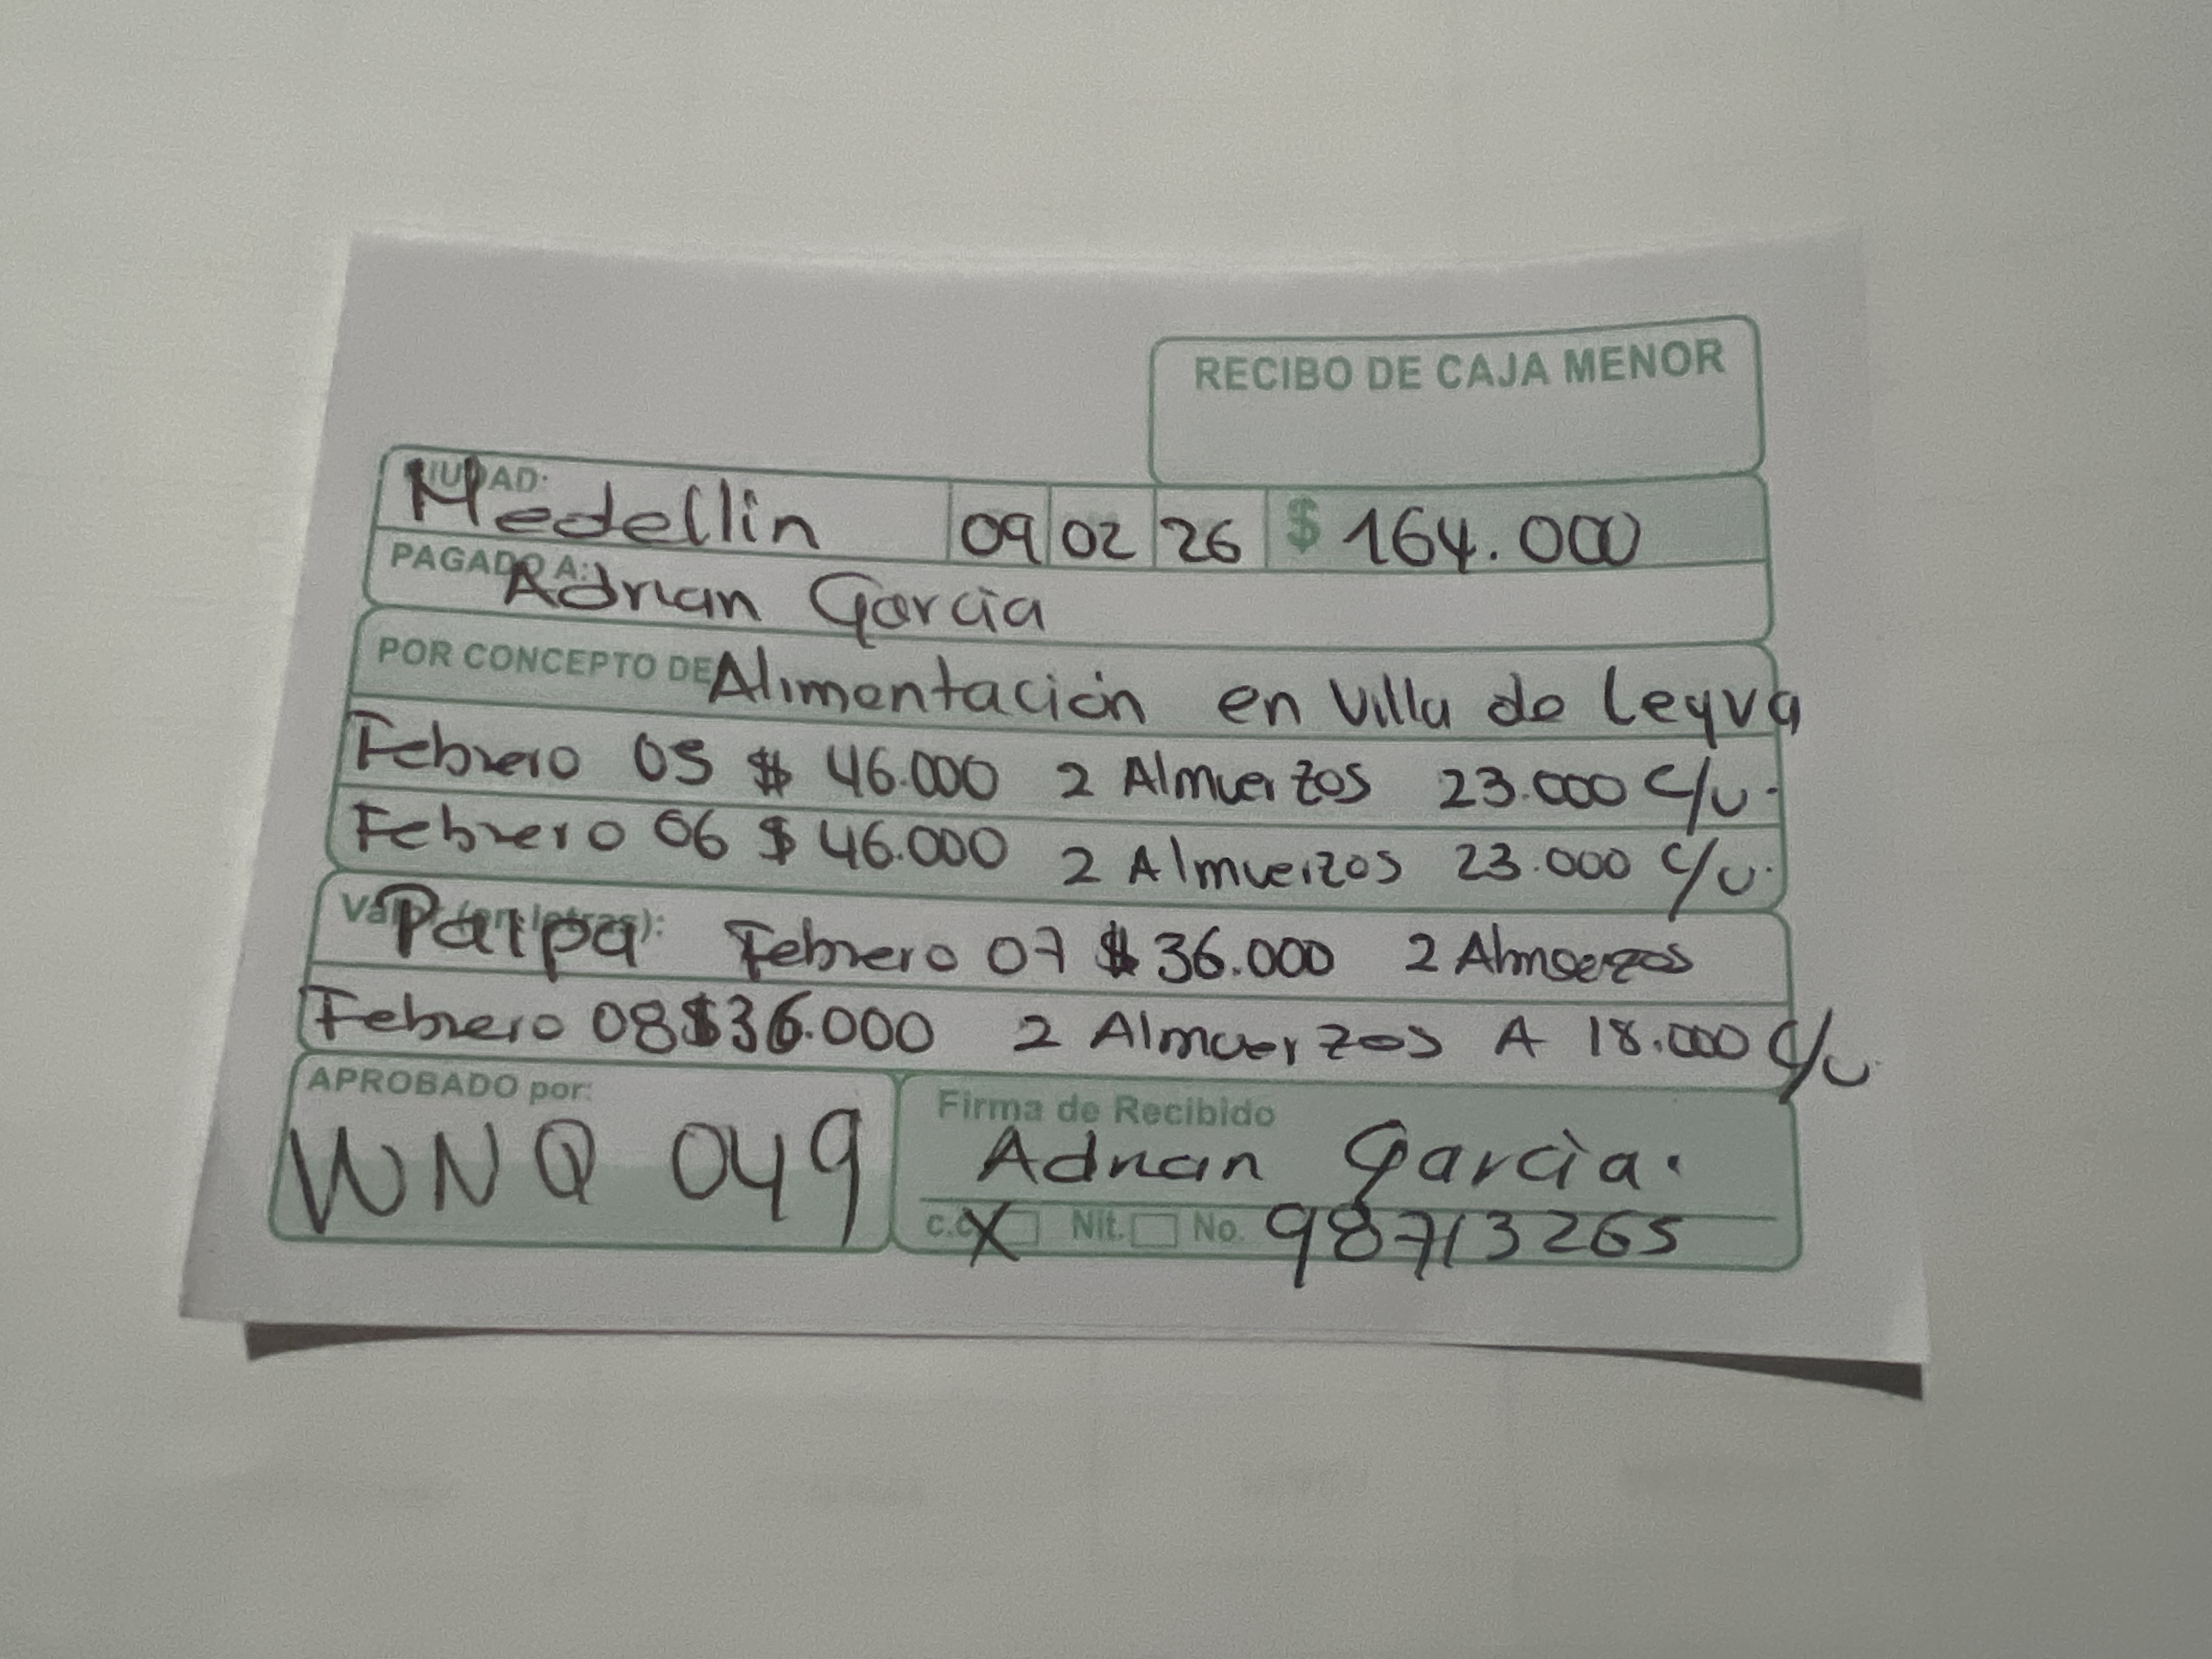 RECIBO DE CAJA MENOR
CIUDAD: Medellin 09 02 26 $ 164.000
PAGADO A: Adrian Garcia
POR CONCEPTO DE Alimentación en Villa de Leyva
Febrero 05 $ 46.000 2 Almuerzos 23.000 c/u.
Febrero 06 $ 46.000 2 Almuerzos 23.000 c/u.
Valor (en letras): Paipa Febrero 07 $ 36.000 2 Almuerzos
Febrero 08 $36.000 2 Almuerzos A 18.000 c/u.
APROBADO por: WNQ 049
Firma de Recibido Adrian Garcia.
c.c. X Nit. No. 98713265